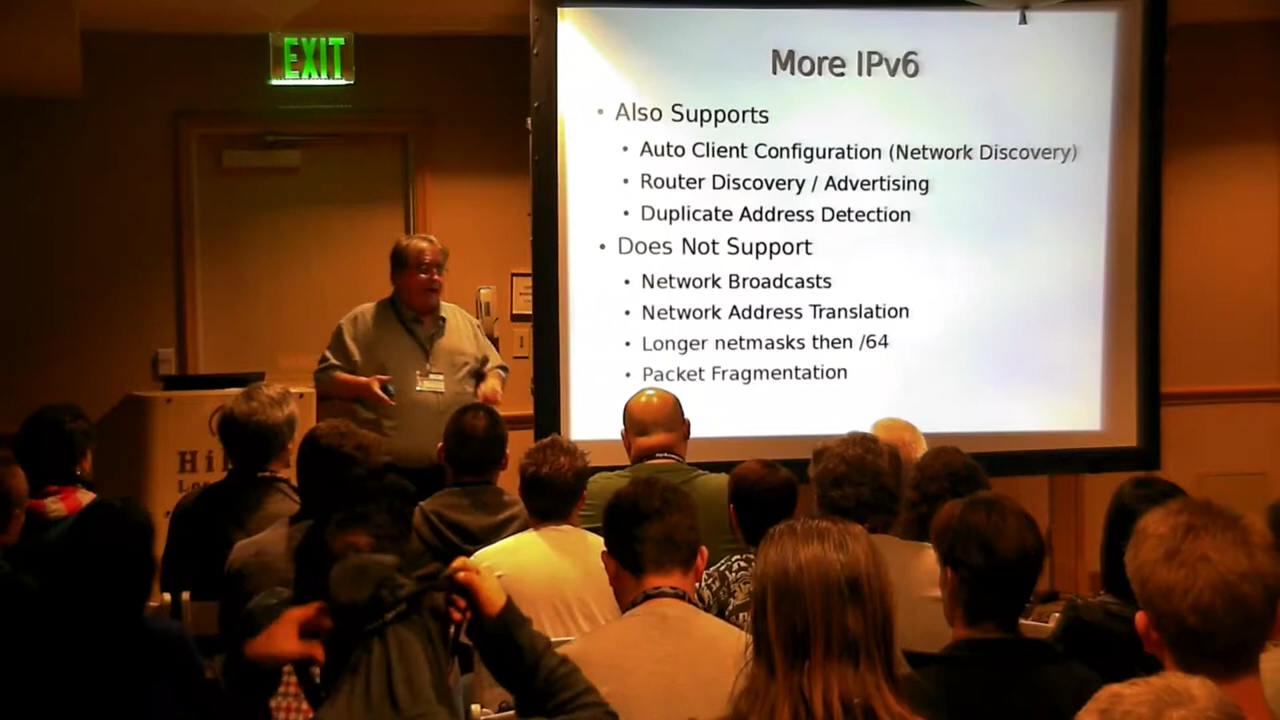 EXIT
More IPv6
• Also Supports
• Auto Client Configuration (Network Discovery)
• Router Discovery / Advertising
• Duplicate Address Detection
• Does Not Support
• Network Broadcasts
• Network Address Translation
• Longer netmasks then /64
• Packet Fragmentation